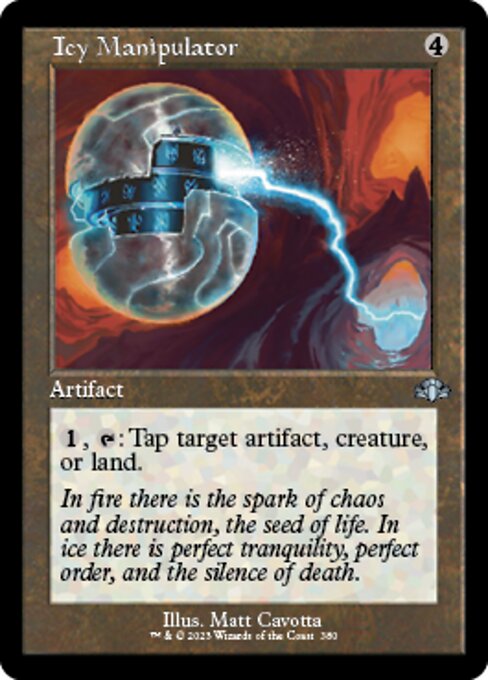 Icy Manipulator 4
Artifact
1, : Tap target artifact, creature,
or land.
In fire there is the spark of chaos
and destruction, the seed of life. In
ice there is perfect tranquility, perfect
order, and the silence of death.
Illus. Matt Cavotta
™ & © 2023 Wizards of the Coast 380